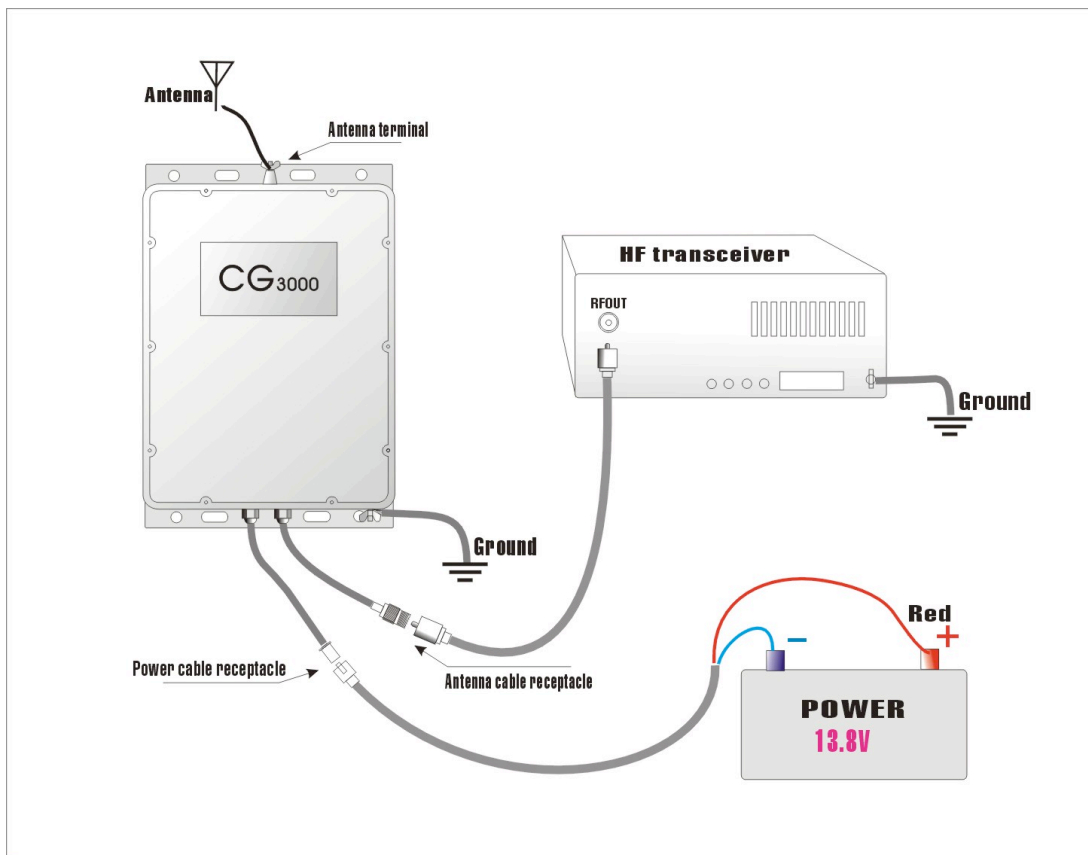 Antenna
Antenna terminal
CG3000
HF transceiver
RFOUT
Ground
Ground
Power cable receptacle
Antenna cable receptacle
Red
− +
POWER
13.8V